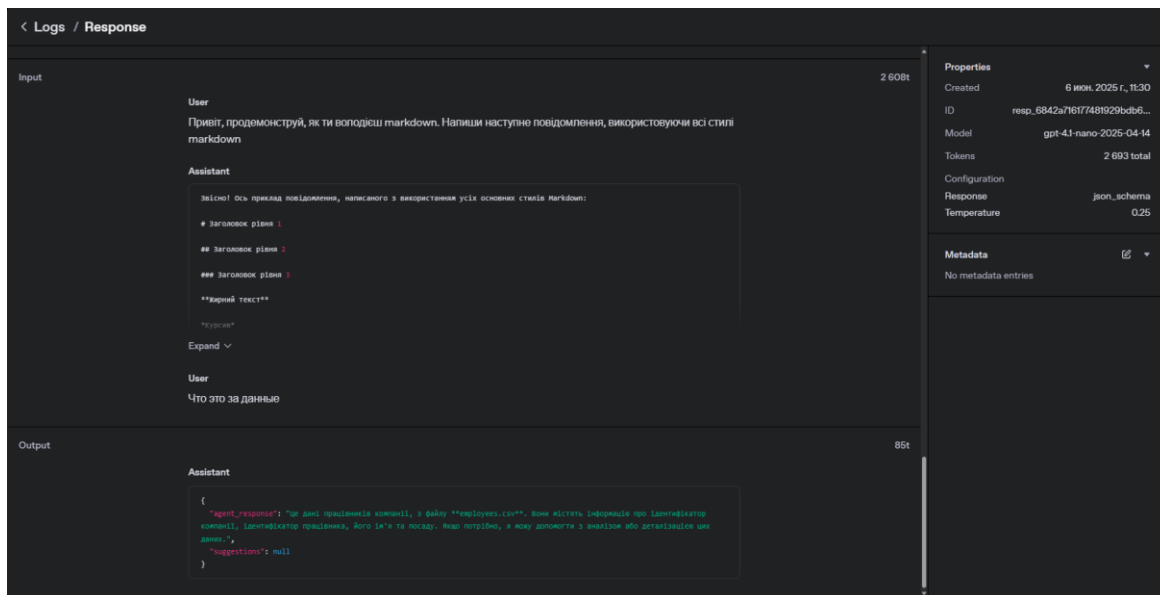 < Logs / Response
Input
2 608t
User
Привіт, продемонструй, як ти володієш markdown. Напиши наступне повідомлення, використовуючи всі стилі
markdown
Assistant
Звісно! Ось приклад повідомлення, написаного з використанням усіх основних стилів Markdown:
# Заголовок рівня 1
## Заголовок рівня 2
### Заголовок рівня 3
**Жирний текст**
*Курсив*
Expand
User
Что это за данные
Output
85t
Assistant
{
"agent_response": "Це дані працівників компанії, з файлу **employees.csv**. Вони містять інформацію про ідентифікатор
компанії, ідентифікатор працівника, його ім'я та посаду. Якщо потрібно, я можу допомогти з аналізом або деталізацією цих
даних.",
"suggestions": null
}
Properties
Created 6 июн. 2025 г., 11:30
ID resp_6842a716177481929bdb6...
Model gpt-4.1-nano-2025-04-14
Tokens 2 693 total
Configuration
Response json_schema
Temperature 0.25
Metadata
No metadata entries